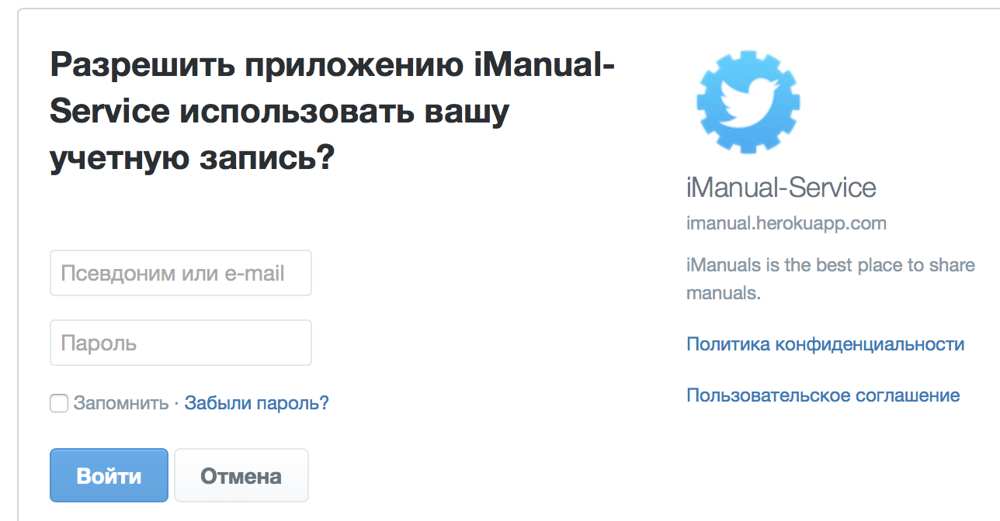 Разрешить приложению iManual-
Service использовать вашу
учетную запись?
Псевдоним или e-mail
Пароль
Запомнить · Забыли пароль?
Войти
Отмена
iManual-Service
imanual.herokuapp.com
iManuals is the best place to share
manuals.
Политика конфиденциальности
Пользовательское соглашение